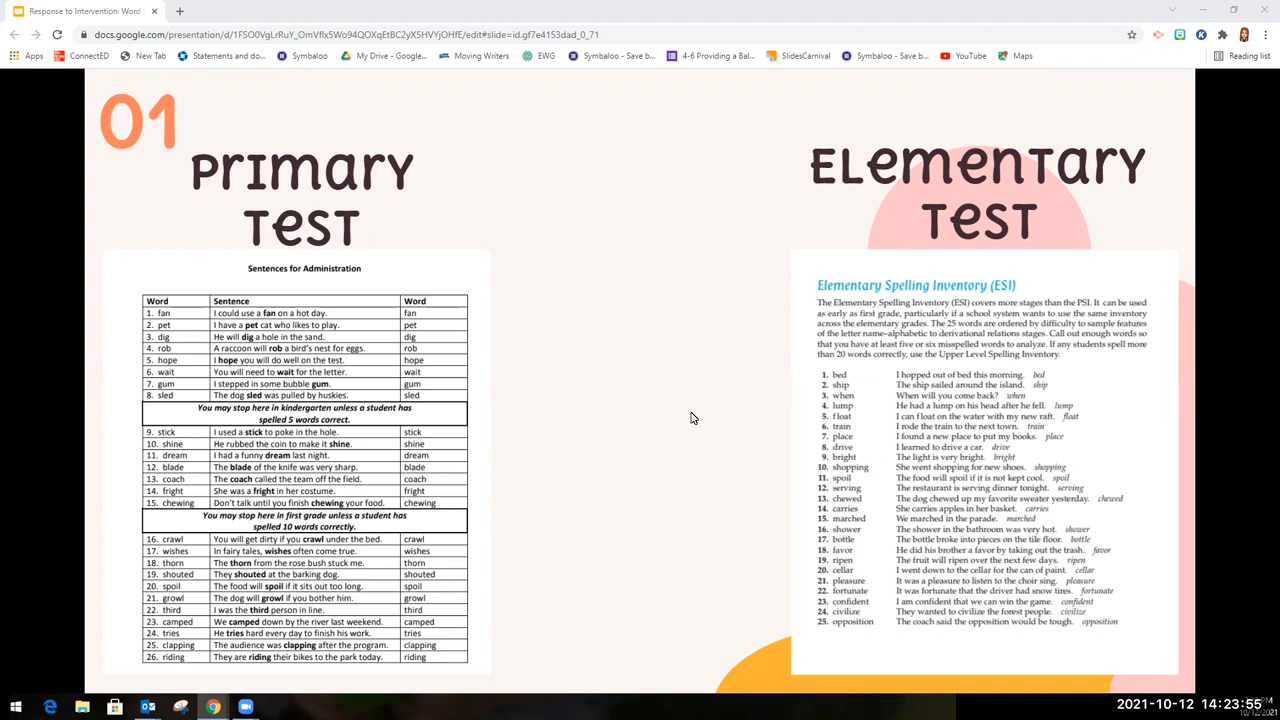 Response to Intervention: Word
docs.google.com/presentation/d/1FSO0VgLrRuY_OmVflx5Wo94QOXqEtBC2yX5HVYjOHfE/edit#slide=id.gf7e4153dad_0_71
Apps ConnectED New Tab Statements and do... Symbaloo My Drive - Google... Moving Writers EWG Symbaloo - Save b... 4-6 Providing a Bal... SlidesCarnival Symbaloo - Save b... YouTube Maps Reading list
01
Primary
Test
Sentences for Administration
Word Sentence Word
1. fan I could use a fan on a hot day. fan
2. pet I have a pet cat who likes to play. pet
3. dig He will dig a hole in the sand. dig
4. rob A raccoon will rob a bird's nest for eggs. rob
5. hope I hope you will do well on the test. hope
6. wait You will need to wait for the letter. wait
7. gum I stepped in some bubble gum. gum
8. sled The dog sled was pulled by huskies. sled
You may stop here in kindergarten unless a student has
spelled 5 words correct.
9. stick I used a stick to poke in the hole. stick
10. shine He rubbed the coin to make it shine. shine
11. dream I had a funny dream last night. dream
12. blade The blade of the knife was very sharp. blade
13. coach The coach called the team off the field. coach
14. fright She was a fright in her costume. fright
15. chewing Don't talk until you finish chewing your food. chewing
You may stop here in first grade unless a student has
spelled 10 words correctly.
16. crawl You will get dirty if you crawl under the bed. crawl
17. wishes In fairy tales, wishes often come true. wishes
18. thorn The thorn from the rose bush stuck me. thorn
19. shouted They shouted at the barking dog. shouted
20. spoil The food will spoil if it sits out too long. spoil
21. growl The dog will growl if you bother him. growl
22. third I was the third person in line. third
23. camped We camped down by the river last weekend. camped
24. tries He tries hard every day to finish his work. tries
25. clapping The audience was clapping after the program. clapping
26. riding They are riding their bikes to the park today. riding
Elementary
Test
Elementary Spelling Inventory (ESI)
The Elementary Spelling Inventory (ESI) covers more stages than the PSI. It can be used
as early as first grade, particularly if a school system wants to use the same inventory
across the elementary grades. The 25 words are ordered by difficulty to sample features
of the letter name–alphabetic to derivational relations stages. Call out enough words so
that you have at least five or six misspelled words to analyze. If any students spell more
than 20 words correctly, use the Upper Level Spelling Inventory.
1. bed I hopped out of bed this morning. bed
2. ship The ship sailed around the island. ship
3. when When will you come back? when
4. lump He had a lump on his head after he fell. lump
5. float I can float on the water with my new raft. float
6. train I rode the train to the next town. train
7. place I found a new place to put my books. place
8. drive I learned to drive a car. drive
9. bright The light is very bright. bright
10. shopping She went shopping for new shoes. shopping
11. spoil The food will spoil if it is not kept cool. spoil
12. serving The restaurant is serving dinner tonight. serving
13. chewed The dog chewed up my favorite sweater yesterday. chewed
14. carries She carries apples in her basket. carries
15. marched We marched in the parade. marched
16. shower The shower in the bathroom was very hot. shower
17. bottle The bottle broke into pieces on the tile floor. bottle
18. favor He did his brother a favor by taking out the trash. favor
19. ripen The fruit will ripen over the next few days. ripen
20. cellar I went down to the cellar for the can of paint. cellar
21. pleasure It was a pleasure to listen to the choir sing. pleasure
22. fortunate It was fortunate that the driver had snow tires. fortunate
23. confident I am confident that we can win the game. confident
24. civilize They wanted to civilize the forest people. civilize
25. opposition The coach said the opposition would be tough. opposition
2021-10-12 14:23:55